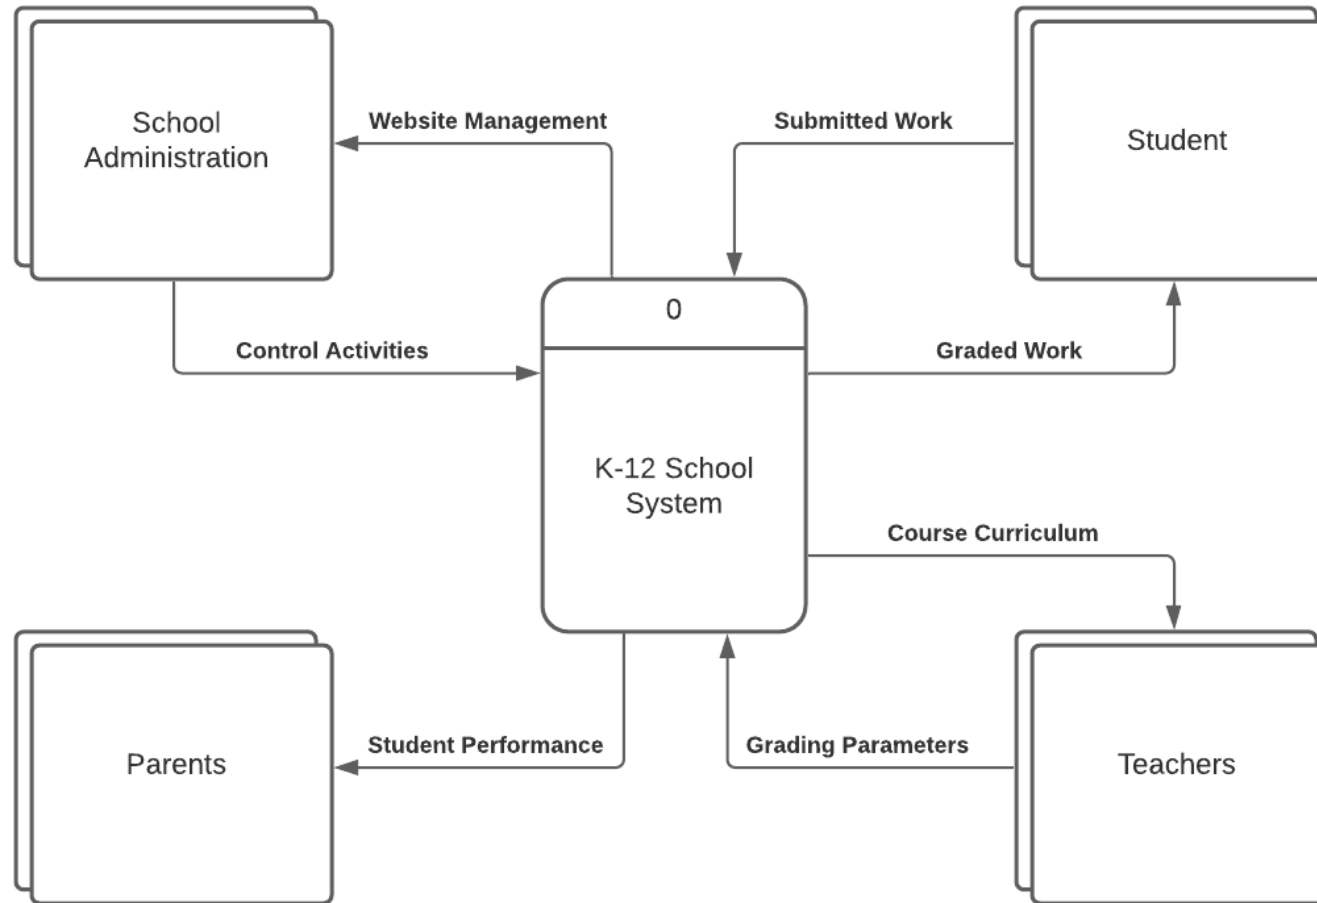 School
Administration
Website Management
Submitted Work
Student
0
Control Activities
Graded Work
K-12 School
System
Course Curriculum
Parents
Student Performance
Grading Parameters
Teachers